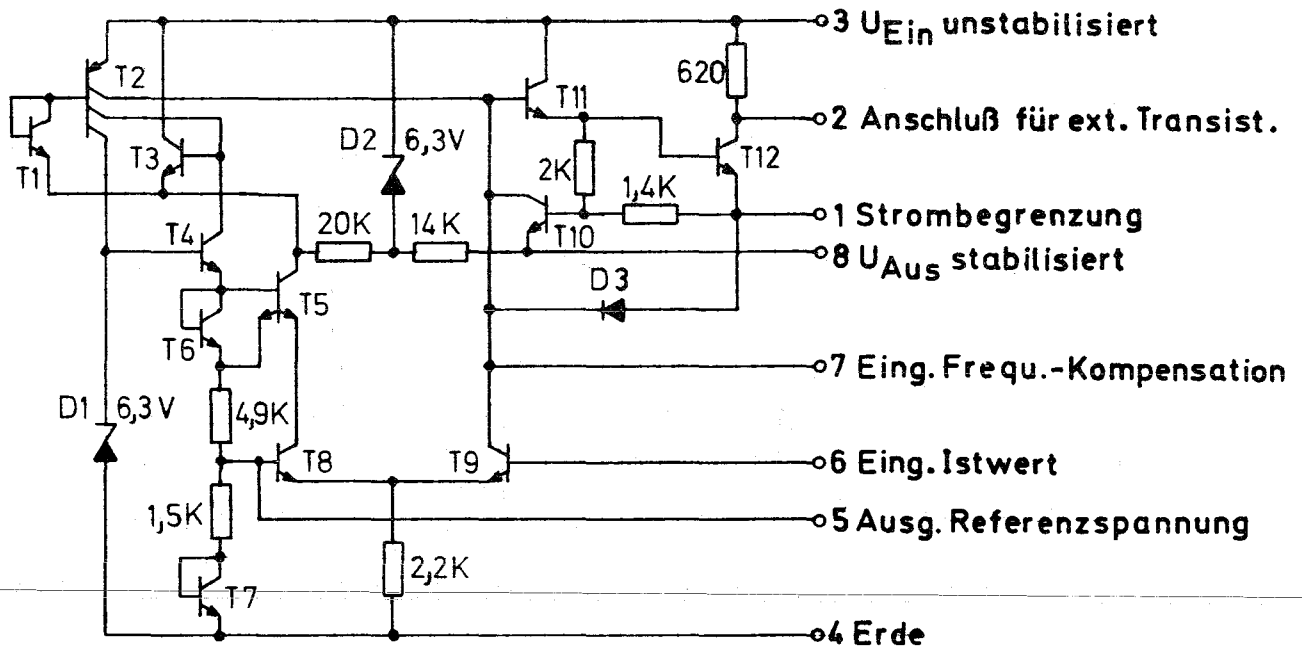 3 UEin unstabilisiert
T2
620
T11
D2 6,3V
2 Anschluß für ext. Transist.
T1
T3
2K
T12
1,4K
1 Strombegrenzung
T4
20K
14K
T10
8 UAus stabilisiert
D3
T5
T6
7 Eing. Frequ.-Kompensation
D1 6,3V
4,9K
T8
T9
6 Eing. Istwert
1,5K
5 Ausg. Referenzspannung
2,2K
T7
4 Erde